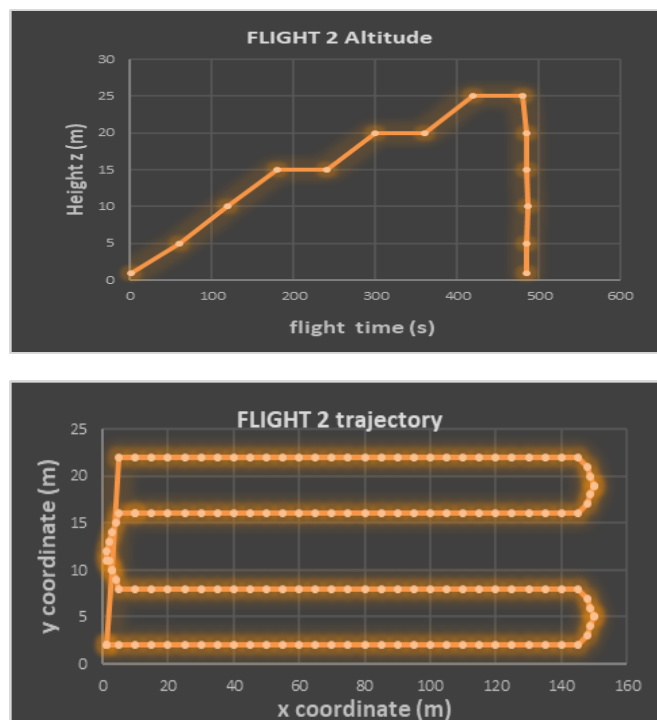 FLIGHT 2 Altitude
30
25
20
15
10
5
0
Height z (m)
0 100 200 300 400 500 600
flight time (s)
FLIGHT 2 trajectory
25
20
15
10
5
0
y coordinate (m)
0 20 40 60 80 100 120 140 160
x coordinate (m)